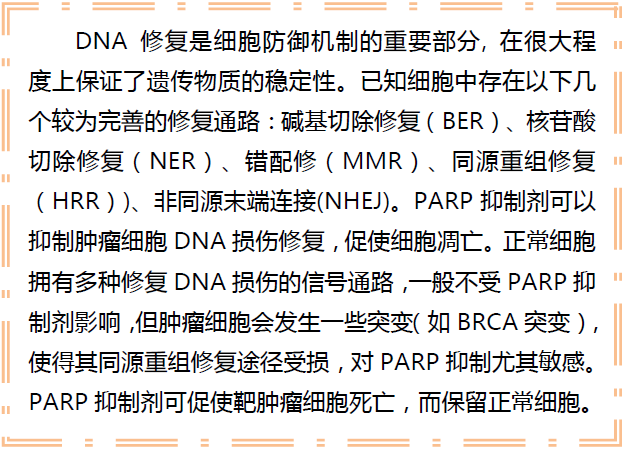 DNA 修复是细胞防御机制的重要部分, 在很大程
度上保证了遗传物质的稳定性。已知细胞中存在以下几
个较为完善的修复通路：碱基切除修复（BER）、核苷酸
切除修复（NER）、错配修（MMR）、同源重组修复
（HRR）)、非同源末端连接(NHEJ)。PARP 抑制剂可以
抑制肿瘤细胞 DNA 损伤修复，促使细胞凋亡。正常细胞
拥有多种修复 DNA 损伤的信号通路，一般不受 PARP 抑
制剂影响，但肿瘤细胞会发生一些突变（如 BRCA 突变），
使得其同源重组修复途径受损，对 PARP 抑制尤其敏感。
PARP 抑制剂可促使靶肿瘤细胞死亡，而保留正常细胞。